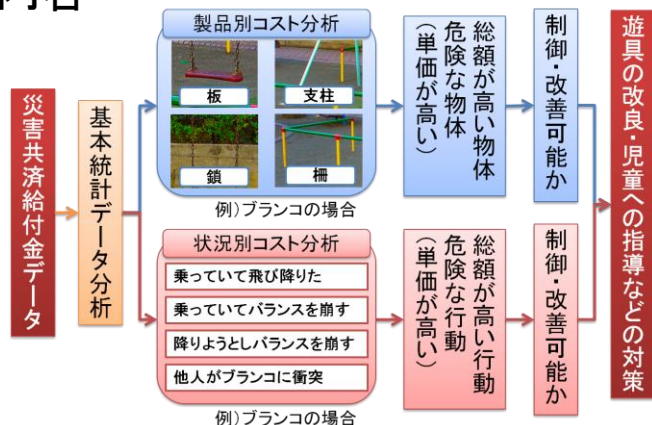 災害共済給付金データ
基本統計データ分析
製品別コスト分析
板
支柱
鎖
柵
例)ブランコの場合
総額が高い物体
危険な物体
(単価が高い)
制御・改善可能か
状況別コスト分析
乗っていて飛び降りた
乗っていてバランスを崩す
降りようとしバランスを崩す
他人がブランコに衝突
例)ブランコの場合
総額が高い行動
危険な行動
(単価が高い)
制御・改善可能か
遊具の改良・児童への指導などの対策